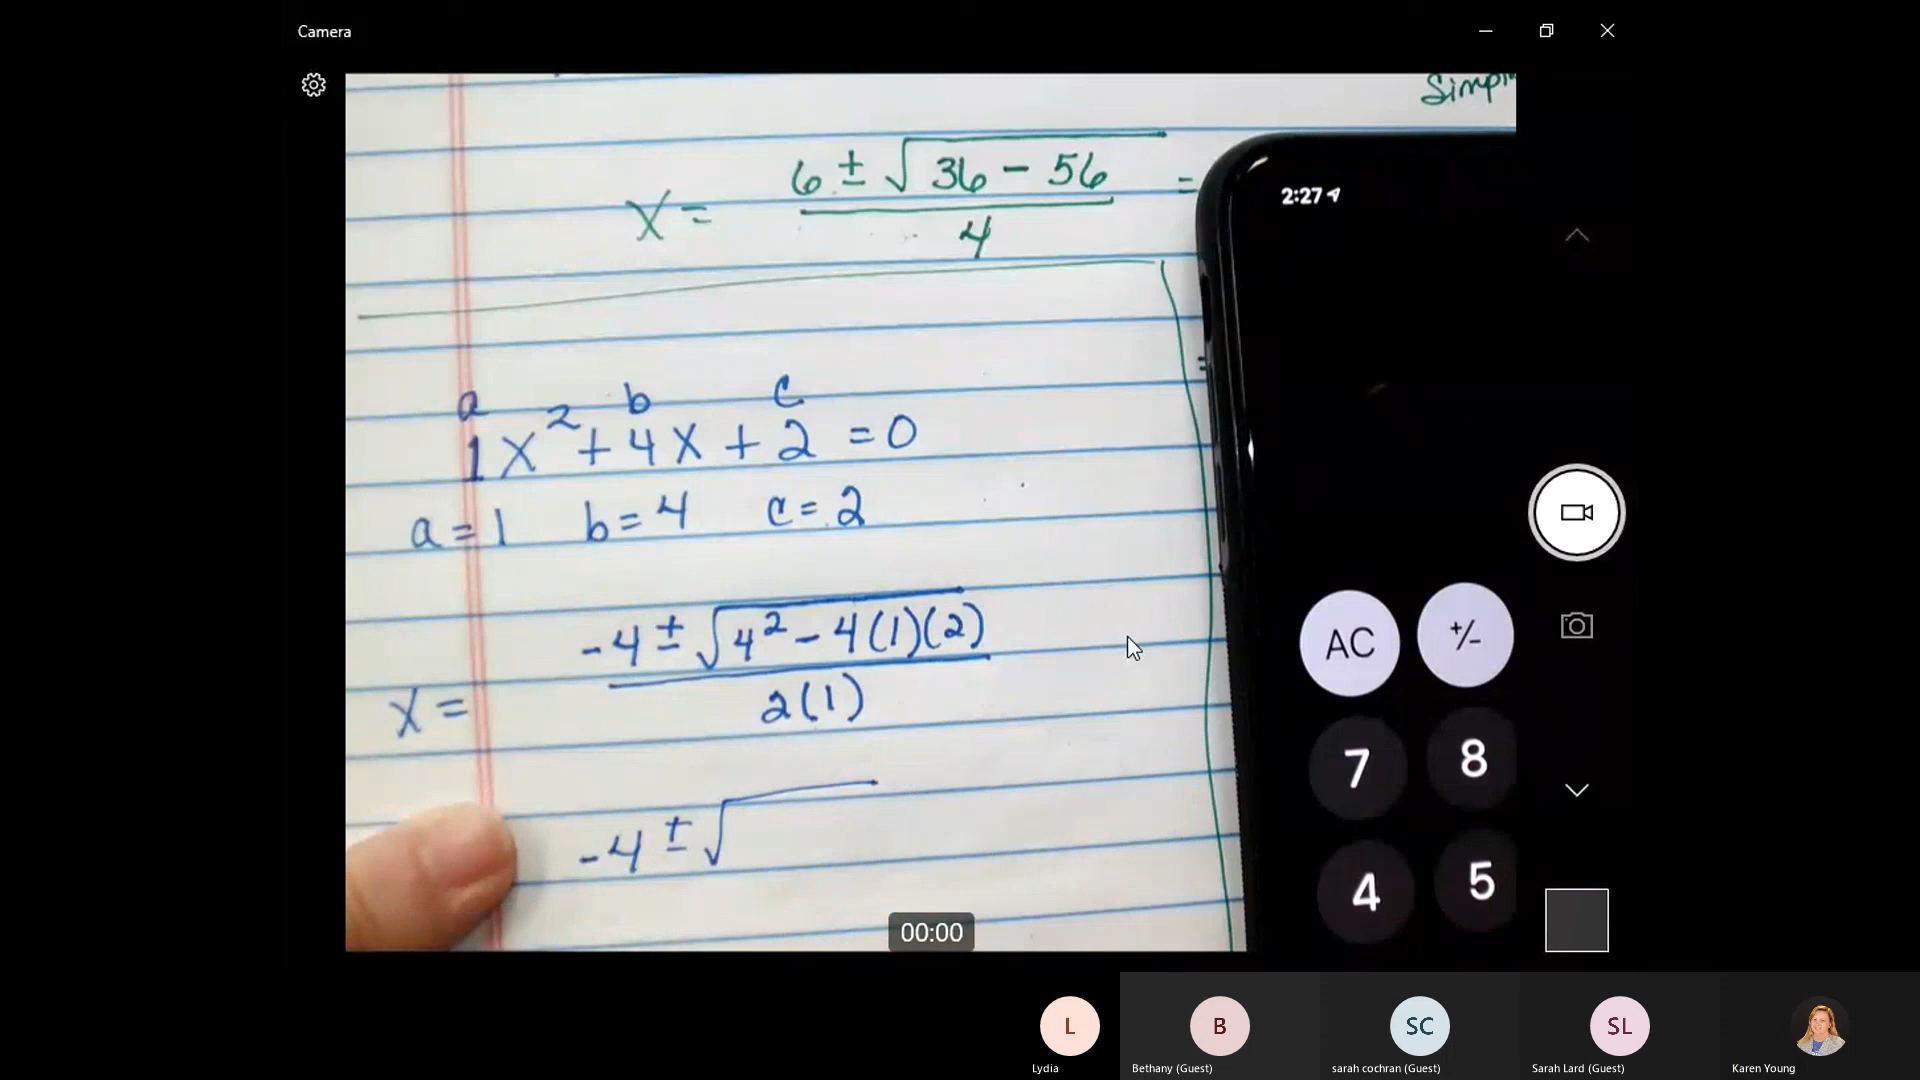 Camera
Simpl
6 ± √36 - 56 =
X =
4
2:27
a b c
1x² + 4x + 2 = 0
a = 1 b = 4 c = 2
-4 ± √4² - 4(1)(2)
X =
2(1)
-4 ± √
AC +/-
7 8
4 5
00:00
L B SC SL
Lydia Bethany (Guest) sarah cochran (Guest) Sarah Lard (Guest) Karen Young